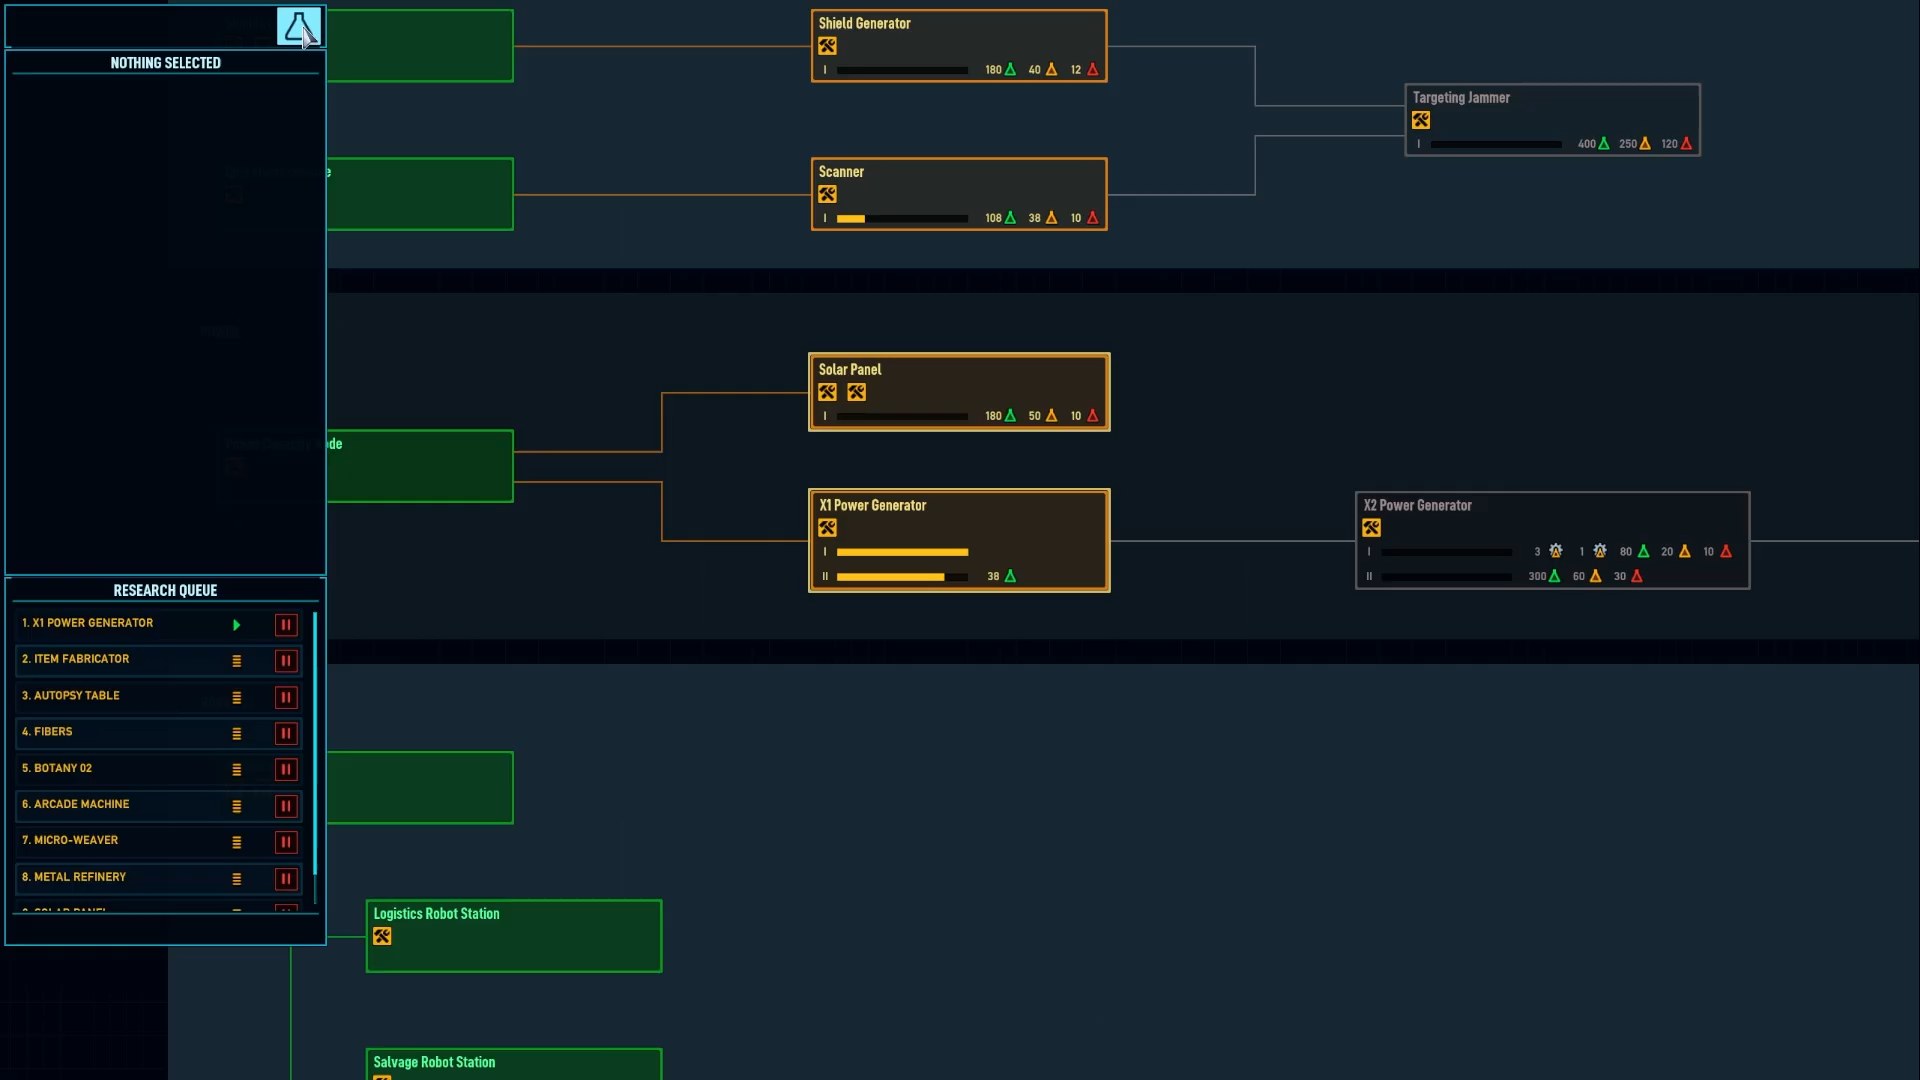 NOTHING SELECTED
RESEARCH QUEUE
1. X1 POWER GENERATOR
2. ITEM FABRICATOR
3. AUTOPSY TABLE
4. FIBERS
5. BOTANY 02
6. ARCADE MACHINE
7. MICRO-WEAVER
8. METAL REFINERY
9. SOLAR PANEL
Shield Generator
I 180 40 12
Targeting Jammer
I 400 250 120
Scanner
I 108 38 10
Solar Panel
I 180 50 10
X1 Power Generator
I
II 38
X2 Power Generator
I 3 1 80 20 10
II 300 60 30
Logistics Robot Station
Salvage Robot Station